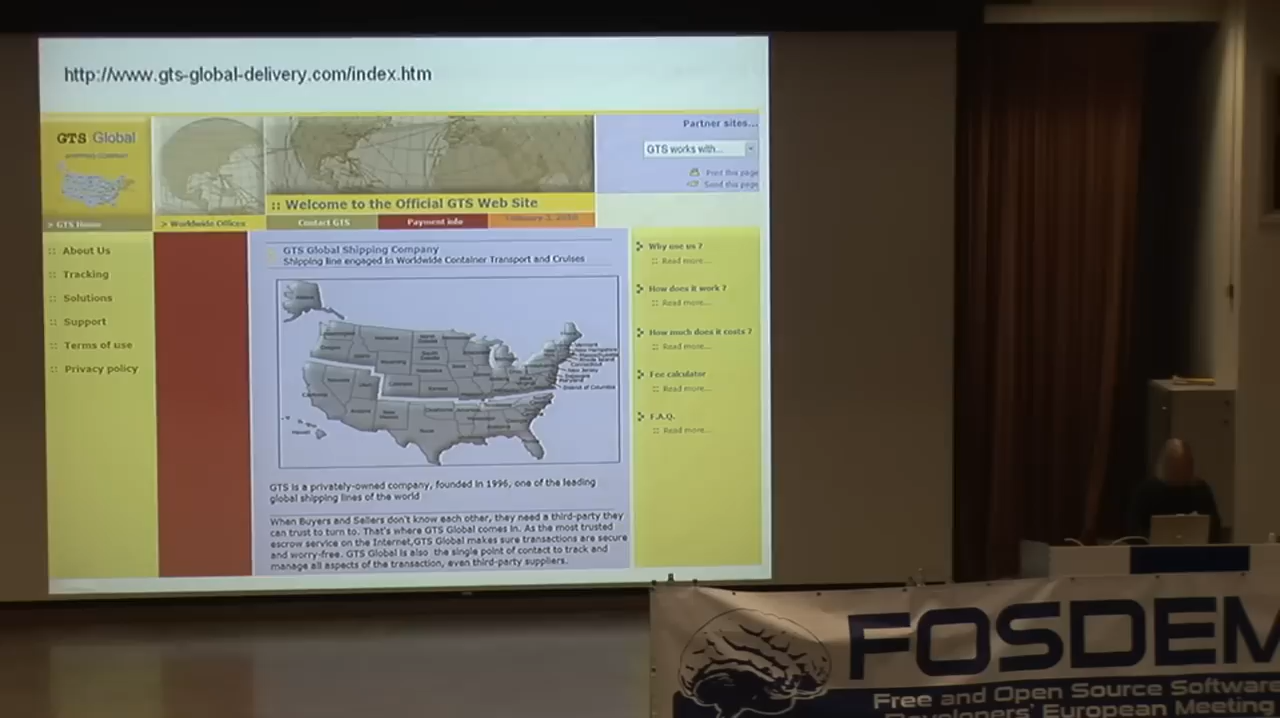 http://www.gts-global-delivery.com/index.htm
GTS Global
Partner sites...
GTS works with...
Print this page
Send this page
:: Welcome to the Official GTS Web Site
> GTS Home
> Worldwide Offices
Contact GTS
Payment info
:: About Us
:: Tracking
:: Solutions
:: Support
:: Terms of use
:: Privacy policy
GTS Global Shipping Company
Shipping line engaged in Worldwide Container Transport and Cruises
Why use us ?
:: Read more...
How does it work ?
:: Read more...
How much does it costs ?
:: Read more...
Fee calculator
:: Read more...
F.A.Q.
:: Read more...
GTS is a privately-owned company, founded in 1996, one of the leading
global shipping lines of the world
When Buyers and Sellers don't know each other, they need a third-party they
can trust to turn to. That's where GTS Global comes in. As the most trusted
escrow service on the Internet,GTS Global makes sure transactions are secure
and worry-free. GTS Global is also the single point of contact to track and
manage all aspects of the transaction, even third-party suppliers.
FOSDEM
Free and Open Source Software
Developers' European Meeting